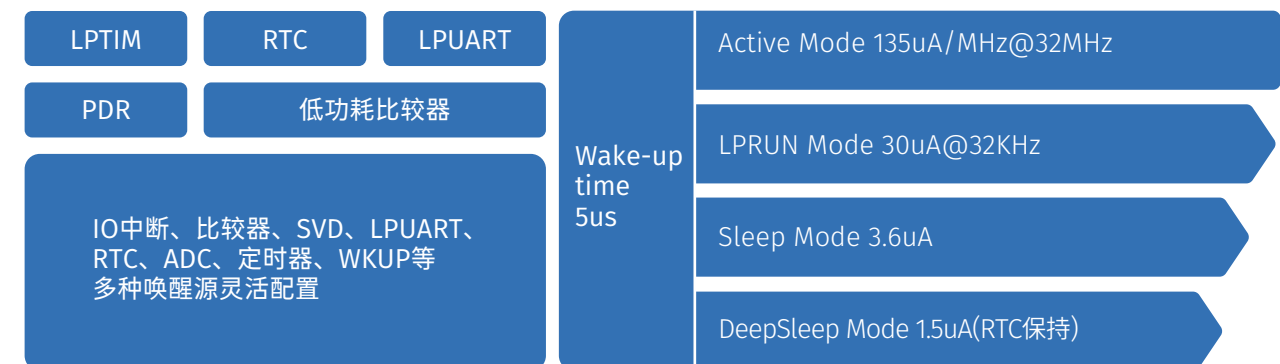 LPTIM
RTC
LPUART
PDR
低功耗比较器
IO中断、比较器、SVD、LPUART、
RTC、ADC、定时器、WKUP等
多种唤醒源灵活配置
Wake-up
time
5us
Active Mode 135uA/MHz@32MHz
LPRUN Mode 30uA@32KHz
Sleep Mode 3.6uA
DeepSleep Mode 1.5uA(RTC保持)